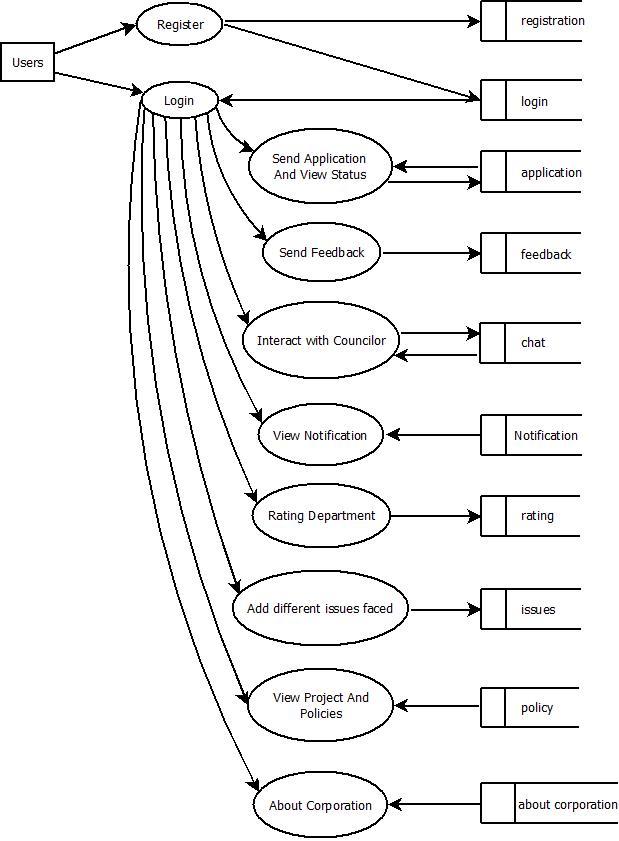 Register
registration
Users
Login
login
Send Application
And View Status
application
Send Feedback
feedback
Interact with Councilor
chat
View Notification
Notification
Rating Department
rating
Add different issues faced
issues
View Project And
Policies
policy
About Corporation
about corporation